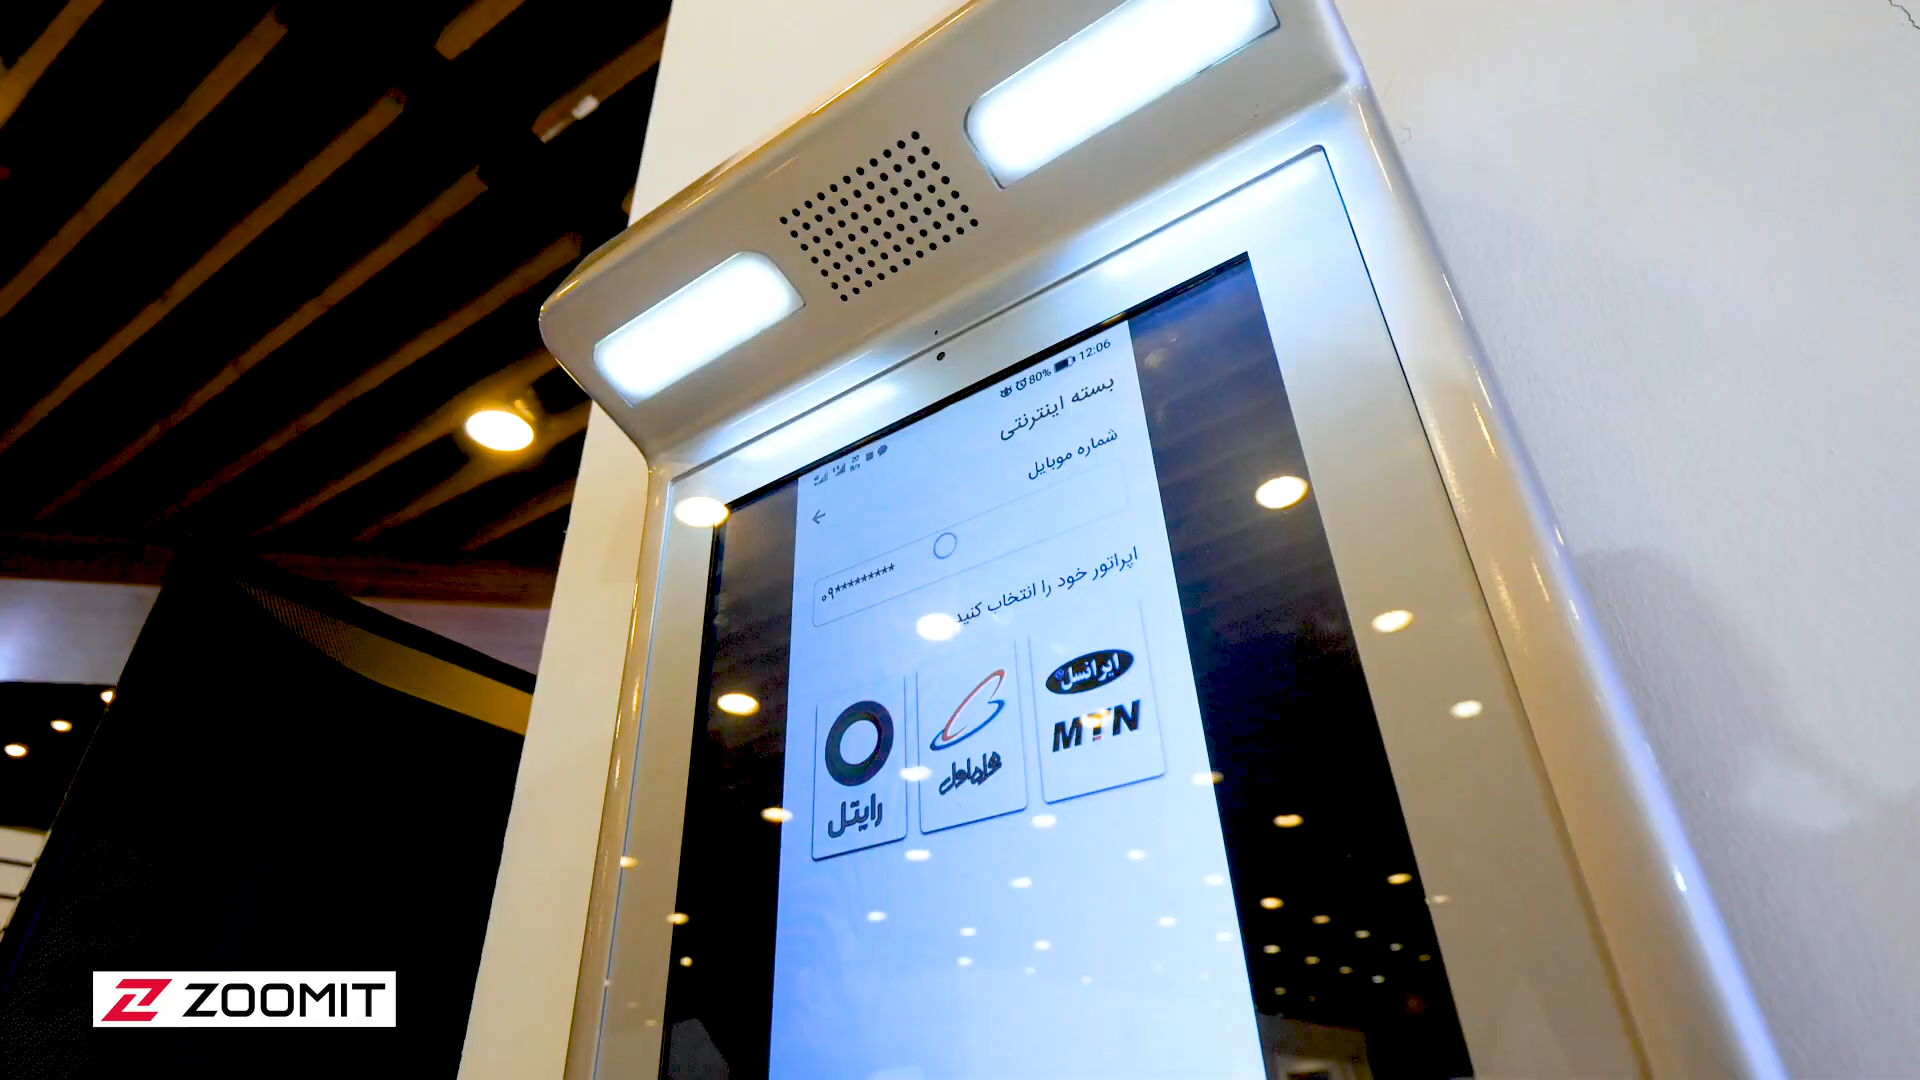 12:06
80%
بسته اینترنتی
شماره موبایل
۰۹*********
اپراتور خود را انتخاب کنید
ایرانسل
MTN
همراه اول
رایتل
ZOOMIT